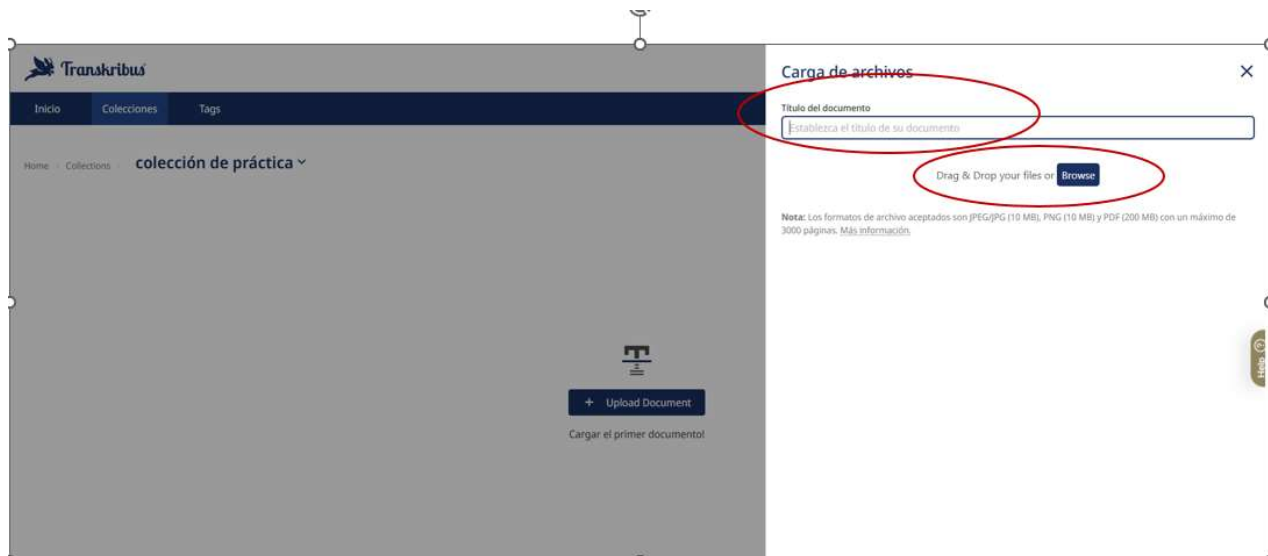 Transkribus
Inicio Colecciones Tags
Home Collections colección de práctica
+ Upload Document
Cargar el primer documento!
Carga de archivos
Título del documento
Establezca el título de su documento
Drag & Drop your files or Browse
Nota: Los formatos de archivo aceptados son JPEG/JPG (10 MB), PNG (10 MB) y PDF (200 MB) con un máximo de
3000 páginas. Más información.
Help